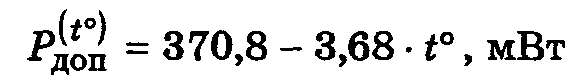 P_доп^(t°) = 370,8 – 3,68 · t° , мВт